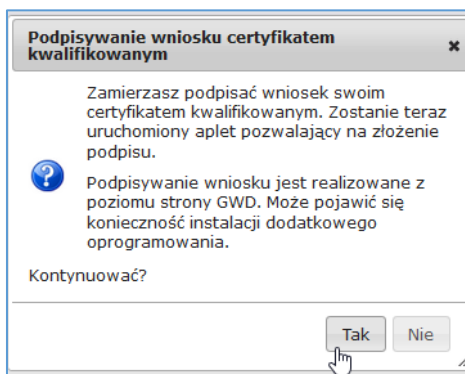 Podpisywanie wniosku certyfikatem
kwalifikowanym
Zamierzasz podpisać wniosek swoim
certyfikatem kwalifikowanym. Zostanie teraz
uruchomiony aplet pozwalający na złożenie
podpisu.
Podpisywanie wniosku jest realizowane z
poziomu strony GWD. Może pojawić się
konieczność instalacji dodatkowego
oprogramowania.
Kontynuować?
Tak Nie